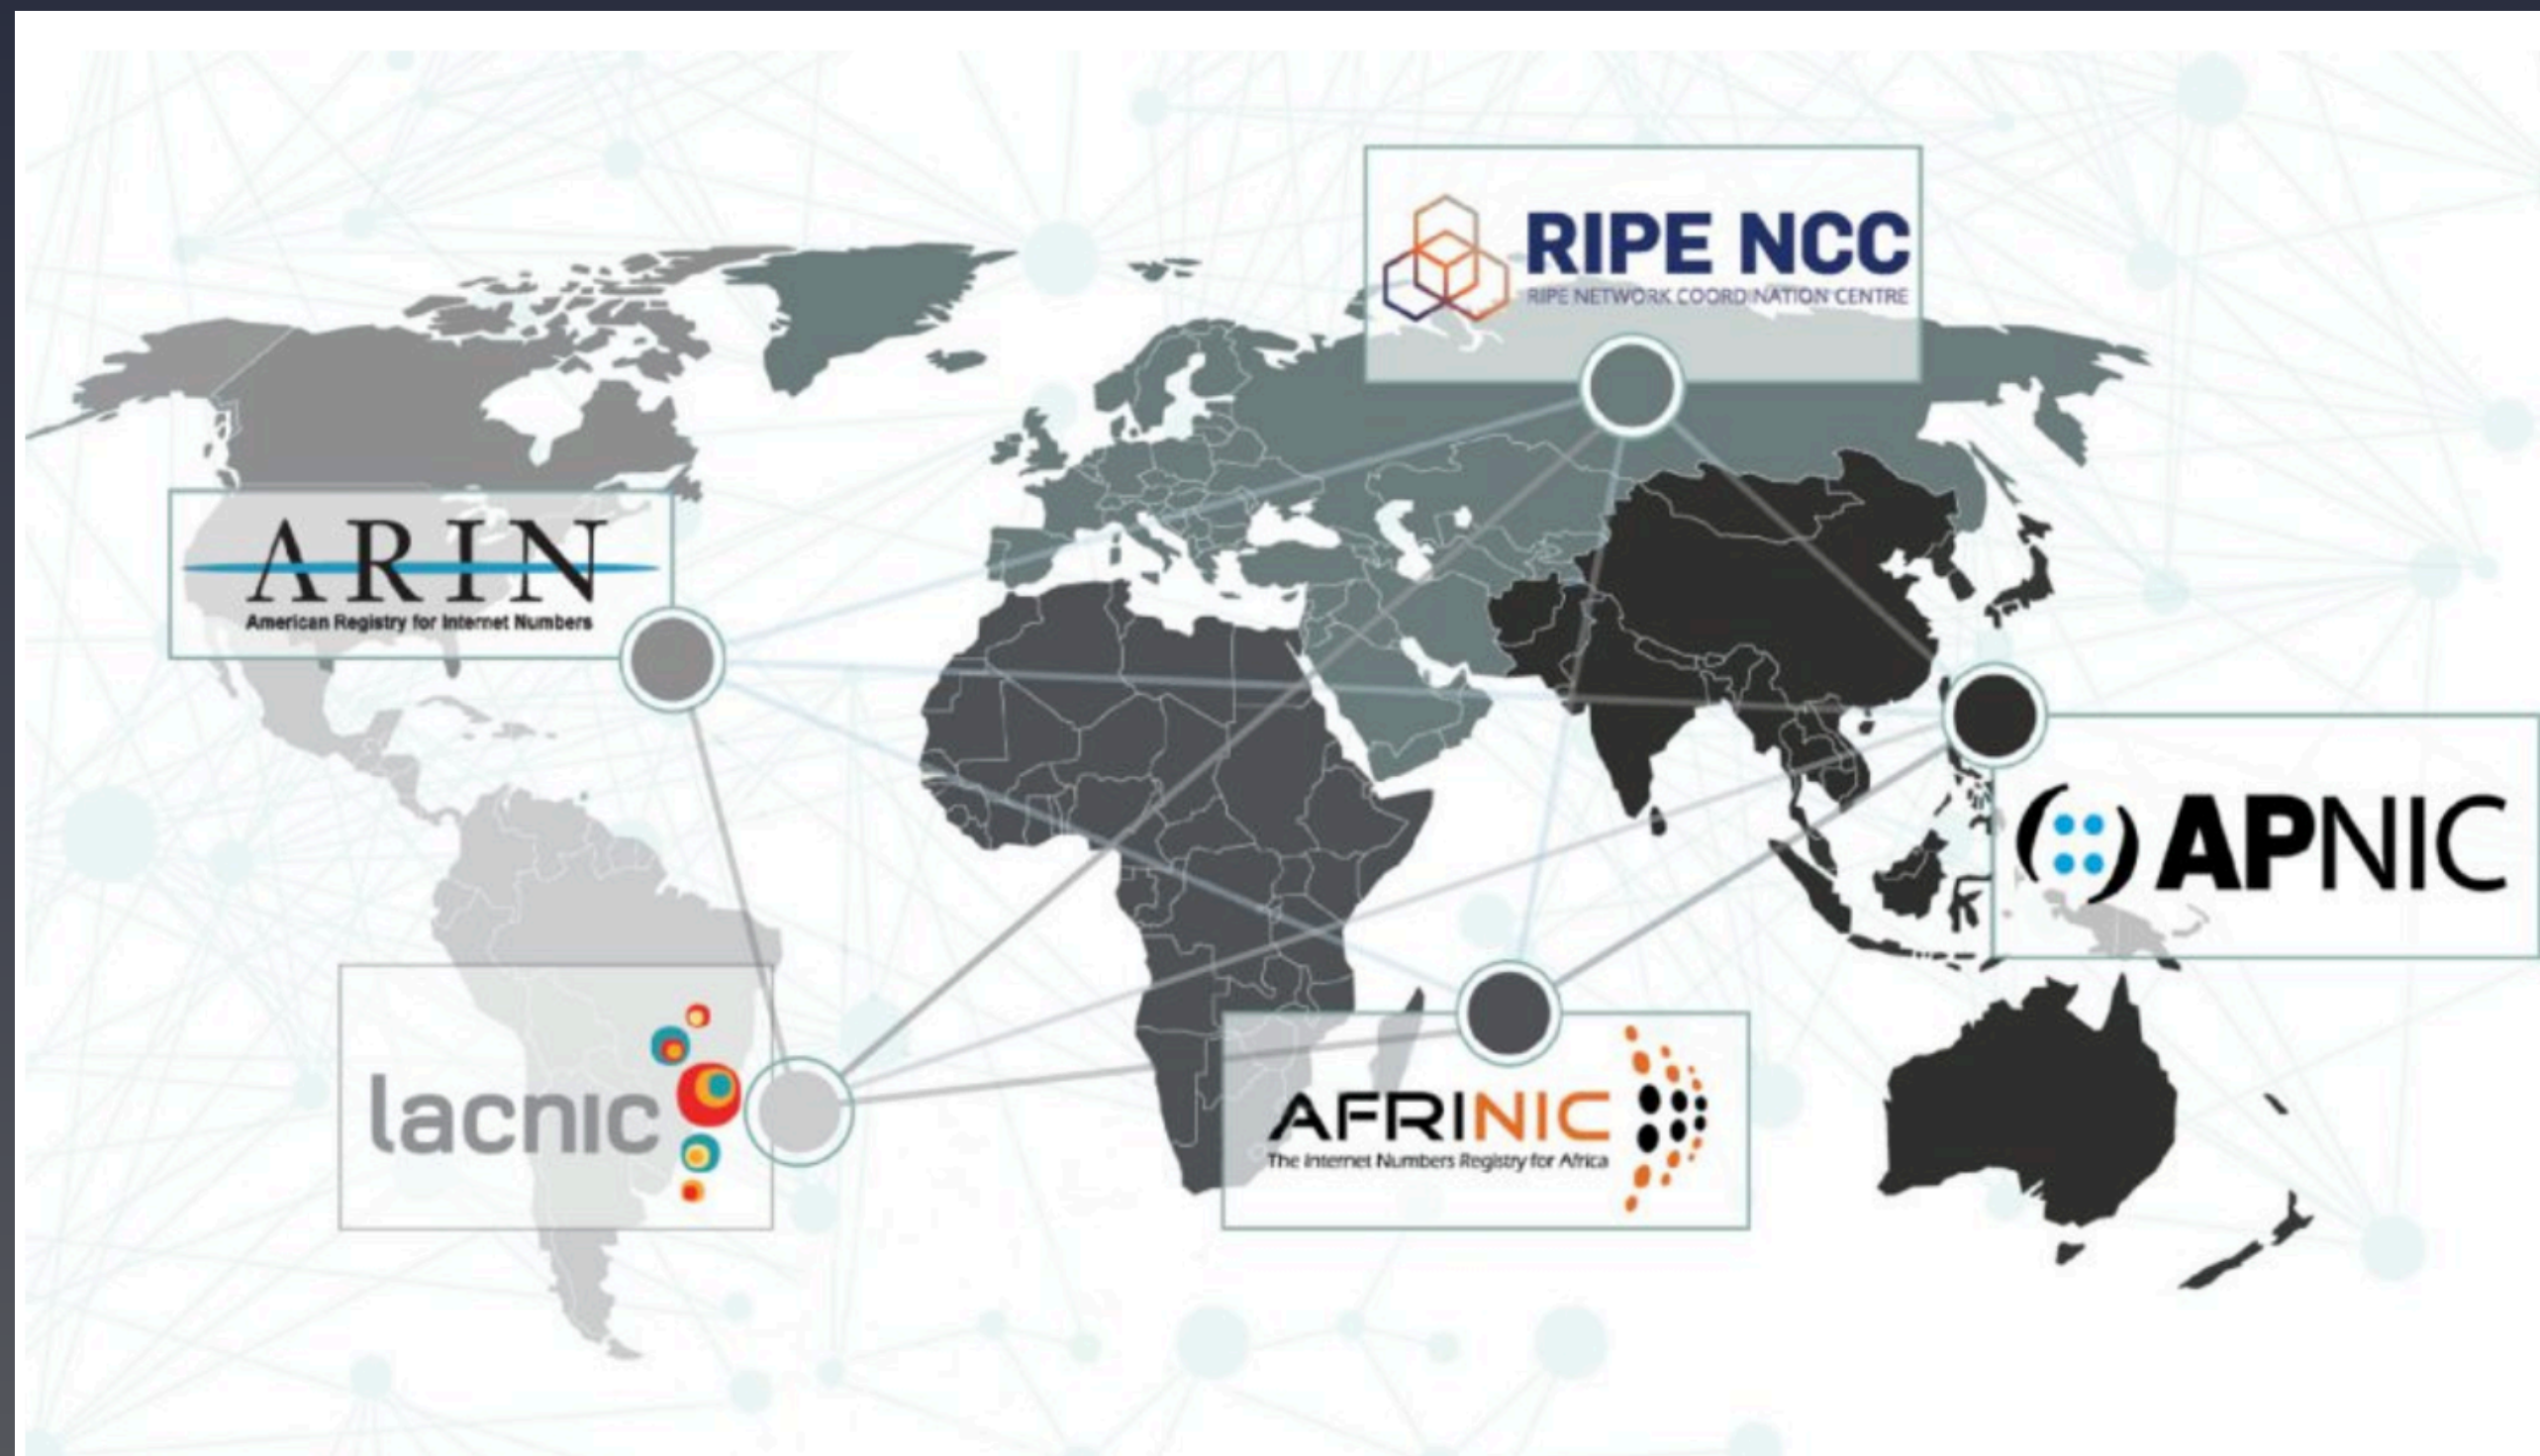 RIPE NCC
RIPE NETWORK COORDINATION CENTRE
ARIN
American Registry for Internet Numbers
APNIC
lacnic
AFRINIC
The Internet Numbers Registry for Africa